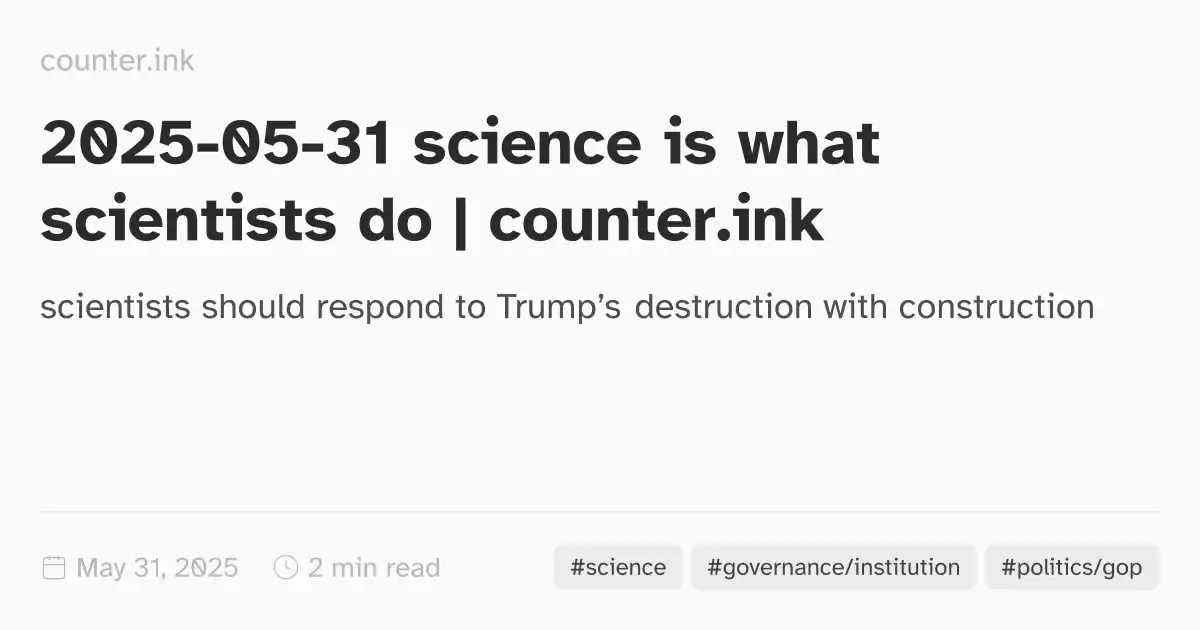 counter.ink
2025-05-31 science is what
scientists do | counter.ink
scientists should respond to Trump’s destruction with construction
May 31, 2025 2 min read #science #governance/institution #politics/gop